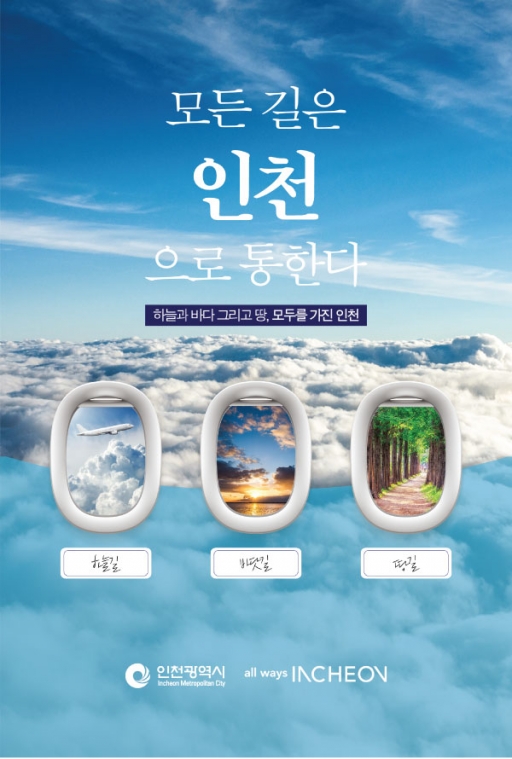 모든 길은
인천
으로 통한다
하늘과 바다 그리고 땅, 모두를 가진 인천
하늘길 바닷길 땅길
인천광역시
Incheon Metropolitan City
all ways INCHEON